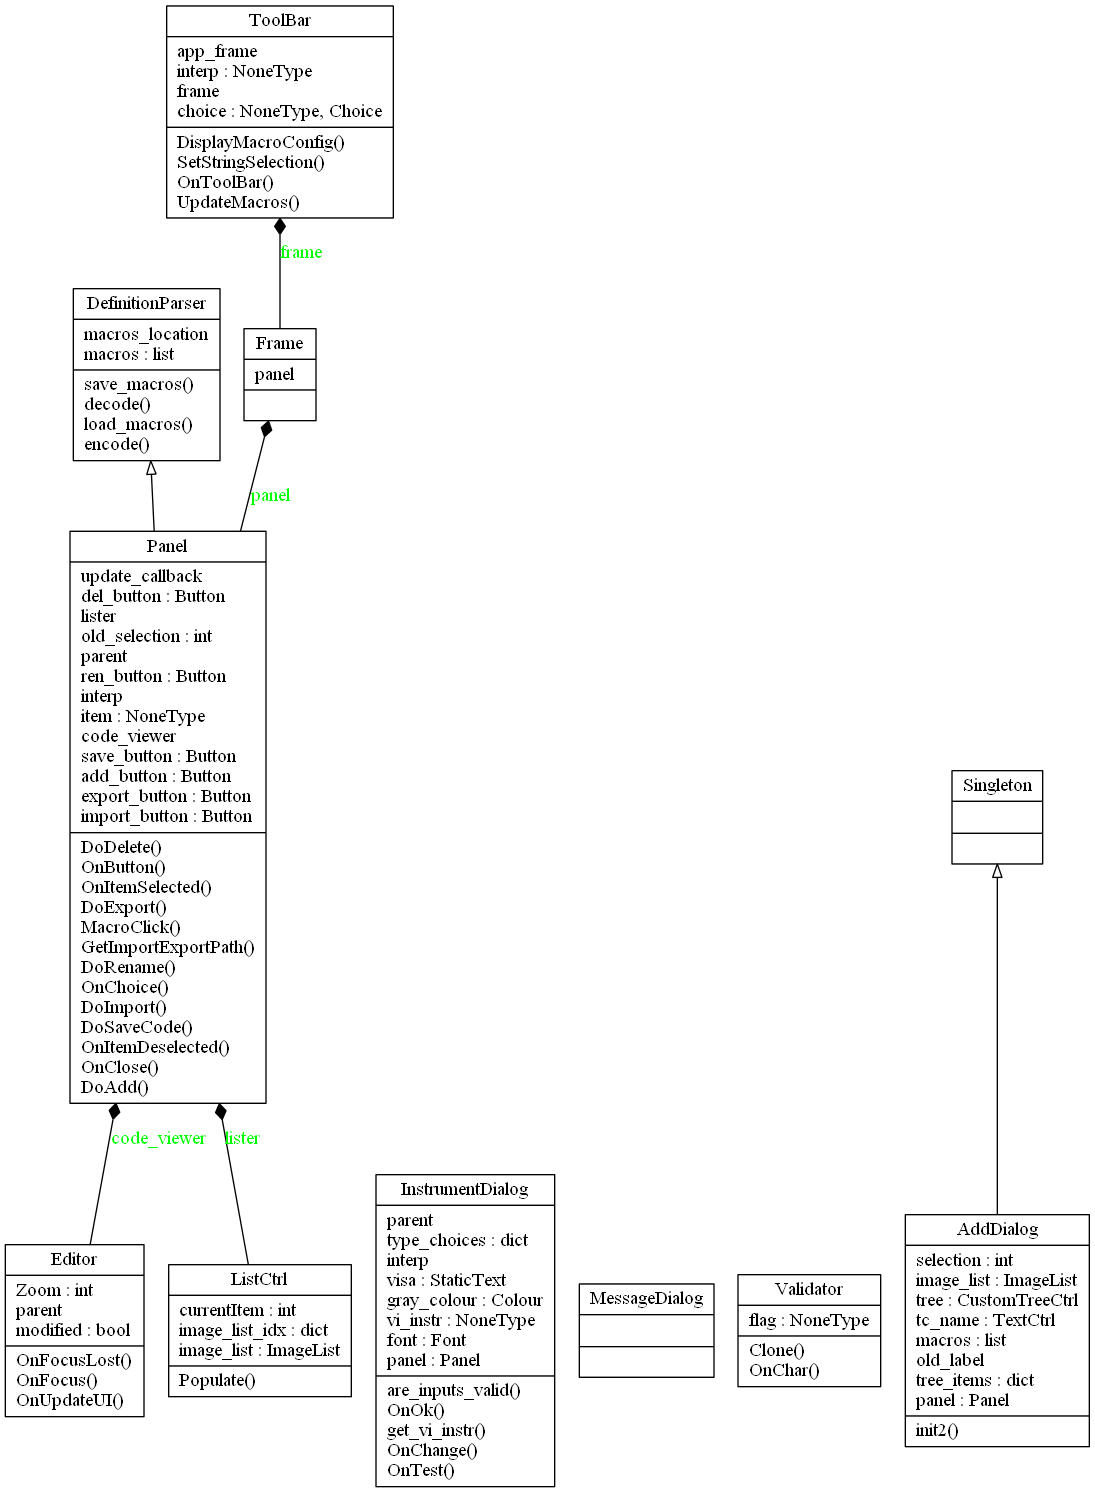 ToolBar
app_frame
interp : NoneType
frame
choice : NoneType, Choice
DisplayMacroConfig()
SetStringSelection()
OnToolBar()
UpdateMacros()
frame
DefinitionParser
macros_location
macros : list
save_macros()
decode()
load_macros()
encode()
Frame
panel
panel
Panel
update_callback
del_button : Button
lister
old_selection : int
parent
ren_button : Button
interp
item : NoneType
code_viewer
save_button : Button
add_button : Button
export_button : Button
import_button : Button
DoDelete()
OnButton()
OnItemSelected()
DoExport()
MacroClick()
GetImportExportPath()
DoRename()
OnChoice()
DoImport()
DoSaveCode()
OnItemDeselected()
OnClose()
DoAdd()
Singleton
code_viewer
lister
Editor
Zoom : int
parent
modified : bool
OnFocusLost()
OnFocus()
OnUpdateUI()
ListCtrl
currentItem : int
image_list_idx : dict
image_list : ImageList
Populate()
InstrumentDialog
parent
type_choices : dict
interp
visa : StaticText
gray_colour : Colour
vi_instr : NoneType
font : Font
panel : Panel
are_inputs_valid()
OnOk()
get_vi_instr()
OnChange()
OnTest()
MessageDialog
Validator
flag : NoneType
Clone()
OnChar()
AddDialog
selection : int
image_list : ImageList
tree : CustomTreeCtrl
tc_name : TextCtrl
macros : list
old_label
tree_items : dict
panel : Panel
init2()